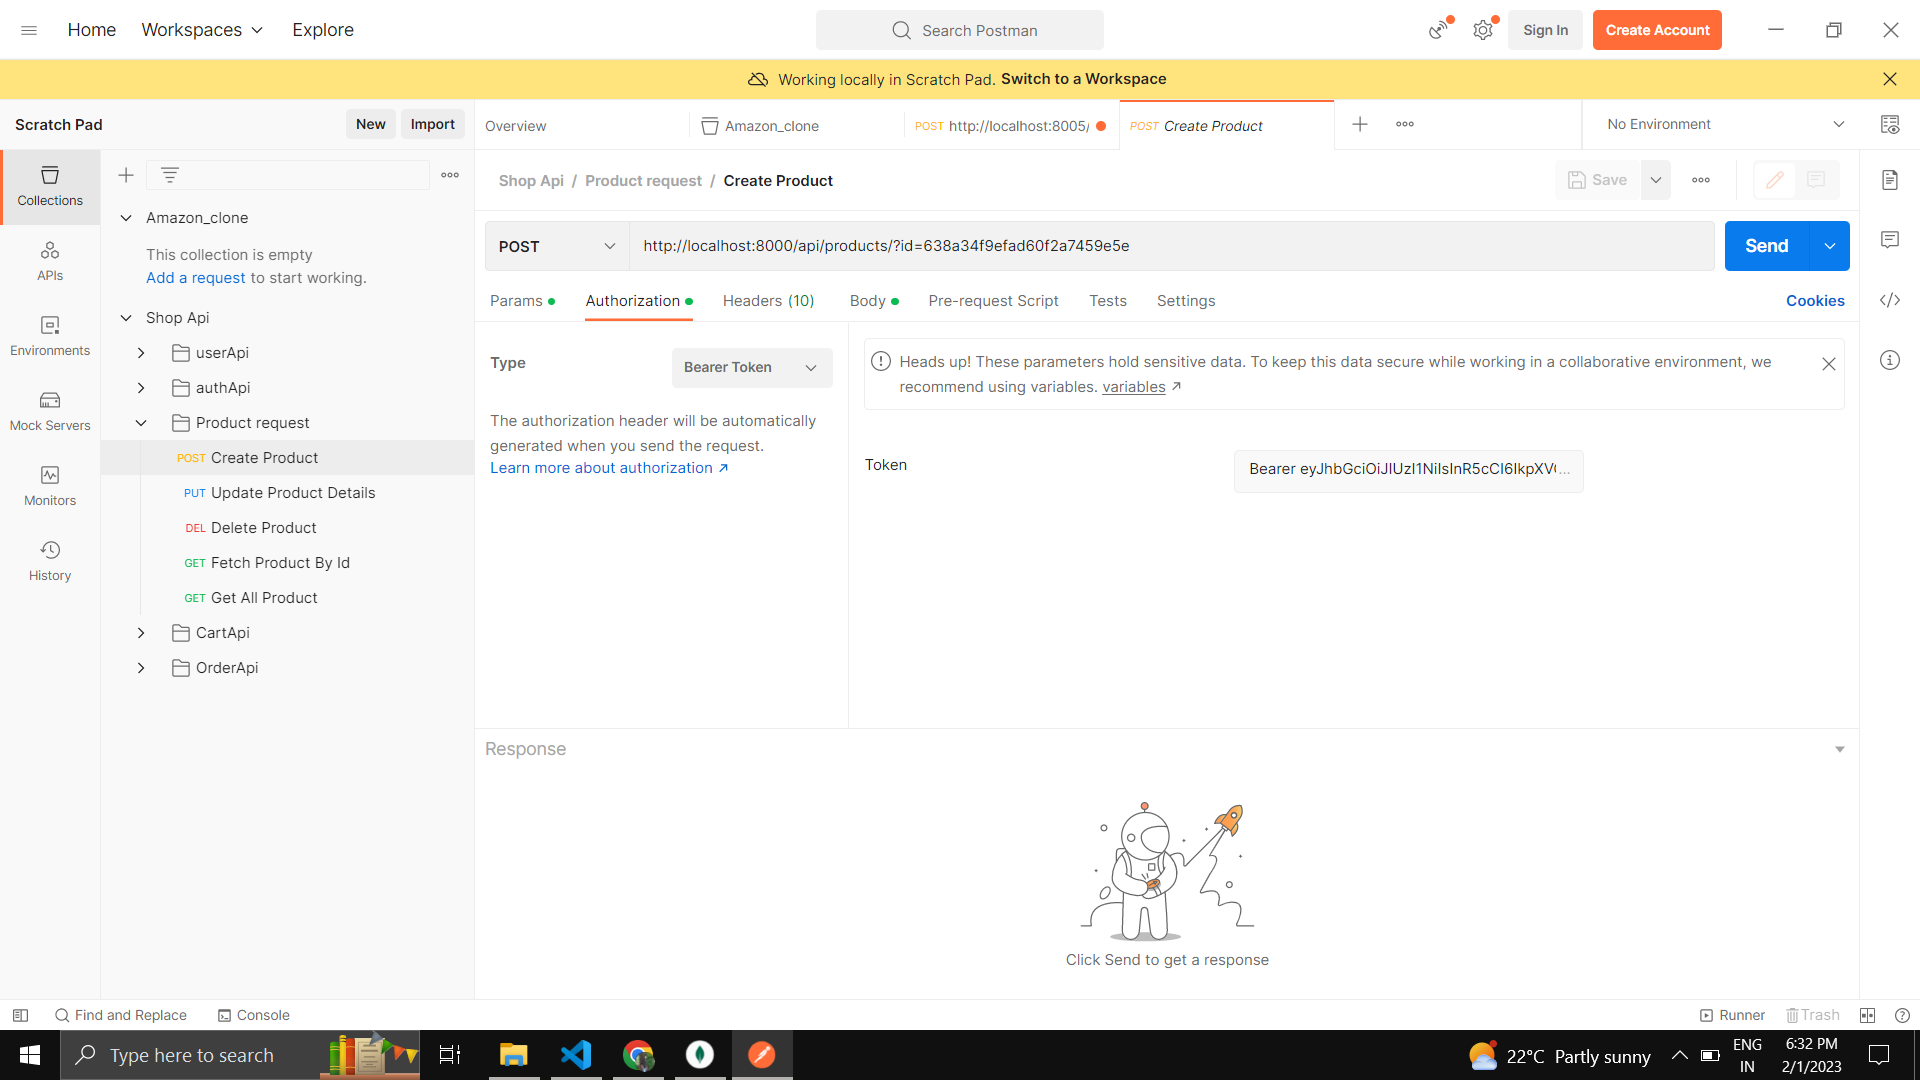 Home
Workspaces
Explore
Search Postman
Sign In
Create Account
Working locally in Scratch Pad. Switch to a Workspace
Scratch Pad
New
Import
Overview
Amazon_clone
POST http://localhost:8005/
POST Create Product
No Environment
Collections
APIs
Environments
Mock Servers
Monitors
History
Amazon_clone
This collection is empty
Add a request to start working.
Shop Api
userApi
authApi
Product request
POST Create Product
PUT Update Product Details
DEL Delete Product
GET Fetch Product By Id
GET Get All Product
CartApi
OrderApi
Shop Api / Product request / Create Product
Save
POST
http://localhost:8000/api/products/?id=638a34f9efad60f2a7459e5e
Send
Params
Authorization
Headers (10)
Body
Pre-request Script
Tests
Settings
Cookies
Type
Bearer Token
The authorization header will be automatically
generated when you send the request.
Learn more about authorization ↗
Heads up! These parameters hold sensitive data. To keep this data secure while working in a collaborative environment, we
recommend using variables. variables ↗
Token
Bearer eyJhbGciOiJIUzI1NiIsInR5cCI6IkpXV...
Response
Click Send to get a response
Find and Replace
Console
Runner
Trash
Type here to search
22°C Partly sunny
ENG
IN
6:32 PM
2/1/2023